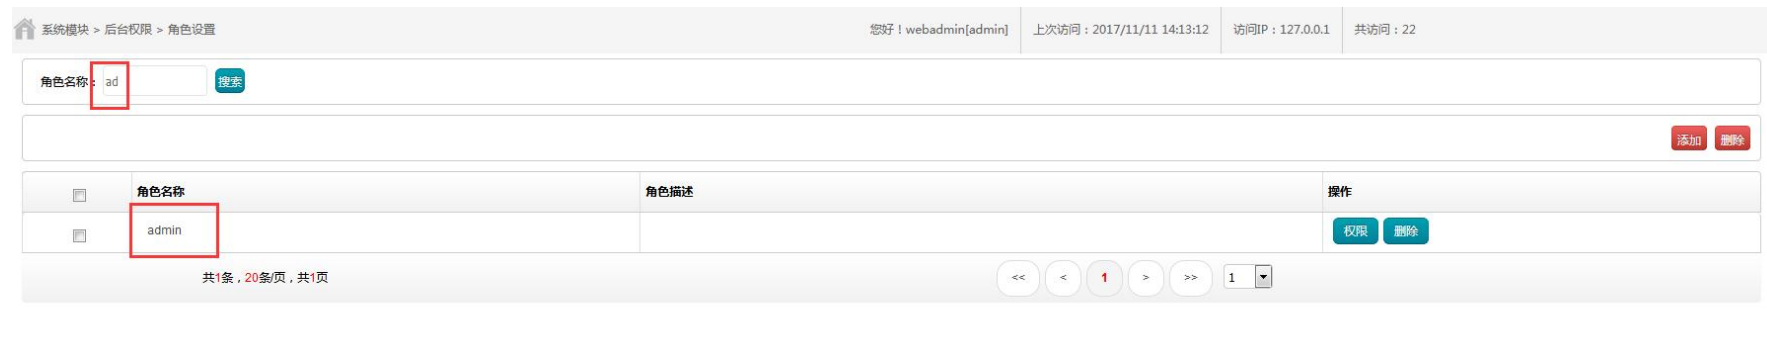 系统模块 > 后台权限 > 角色设置 您好！webadmin[admin] 上次访问：2017/11/11 14:13:12 访问IP：127.0.0.1 共访问：22
角色名称： ad 搜索
添加 删除
角色名称 角色描述 操作
admin 权限 删除
共1条，20条/页，共1页 << < 1 > >> 1